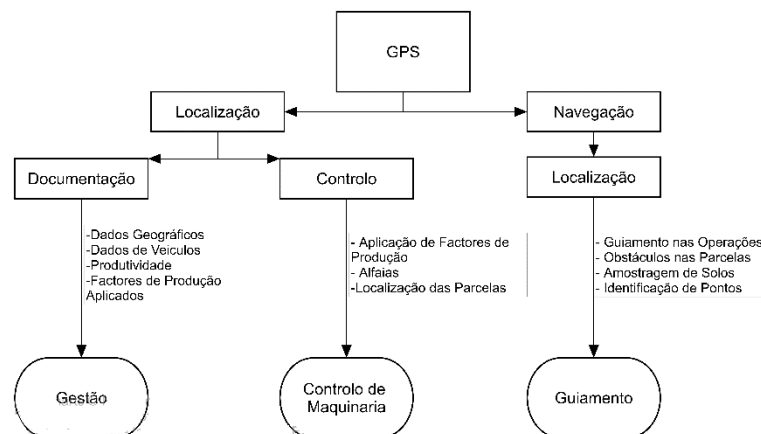 GPS
Localização
Navegação
Documentação
Controlo
Localização
-Dados Geográficos
-Dados de Veiculos
-Produtividade
-Factores de Produção
Aplicados
- Aplicação de Factores de
Produção
- Alfaias
-Localização das Parcelas
- Guiamento nas Operações
- Obstáculos nas Parcelas
- Amostragem de Solos
- Identificação de Pontos
Gestão
Controlo de
Maquinaria
Guiamento